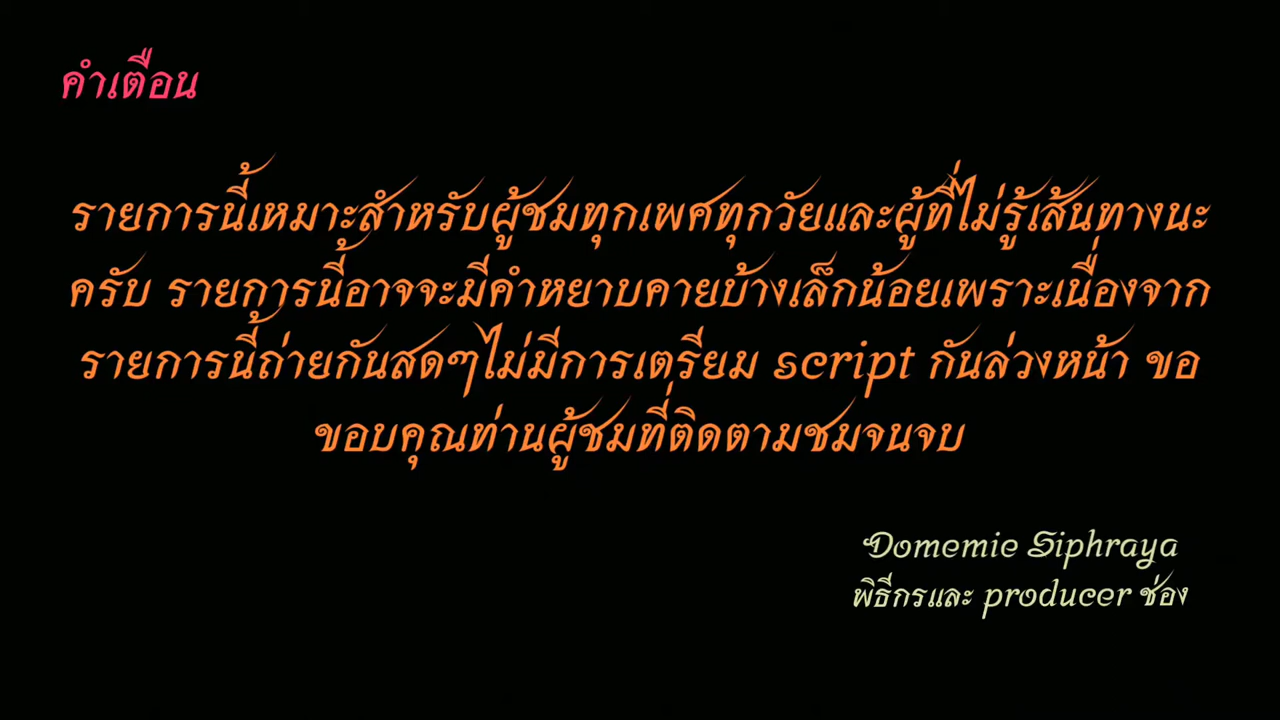 คำเตือน
รายการนี้เหมาะสำหรับผู้ชมทุกเพศทุกวัยและผู้ที่ไม่รู้เส้นทางนะ
ครับ รายการนี้อาจจะมีคำหยาบคายบ้างเล็กน้อยเพราะเนื่องจาก
รายการนี้ถ่ายกันสดๆไม่มีการเตรียม script กันล่วงหน้า ขอ
ขอบคุณท่านผู้ชมที่ติดตามชมจนจบ
Domemie Siphraya
พิธีกรและ producer ช่อง